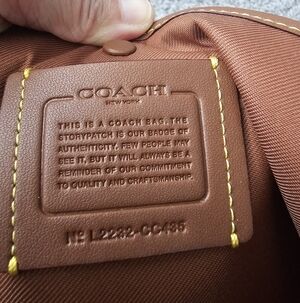 COACH
NEW YORK
THIS IS A COACH BAG. THE
STORYPATCH IS OUR BADGE OF
AUTHENTICITY. FEW PEOPLE MAY
SEE IT, BUT IT WILL ALWAYS BE A
REMINDER OF OUR COMMITMENT
TO QUALITY AND CRAFTSMANSHIP.
Nº L2232-CC435